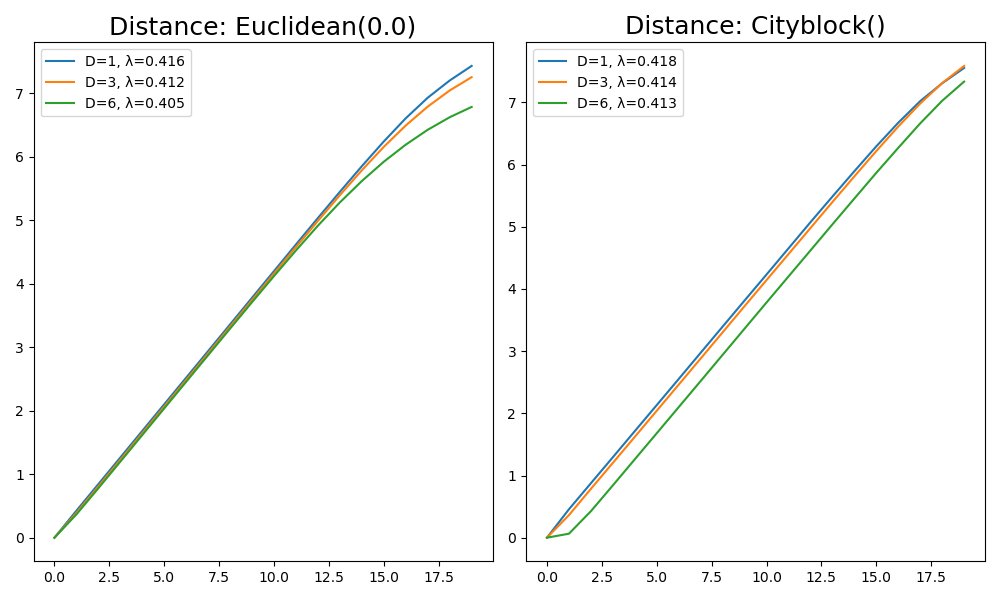 Distance: Euclidean(0.0)
D=1, λ=0.416
D=3, λ=0.412
D=6, λ=0.405
7
6
5
4
3
2
1
0
0.0 2.5 5.0 7.5 10.0 12.5 15.0 17.5
Distance: Cityblock()
D=1, λ=0.418
D=3, λ=0.414
D=6, λ=0.413
7
6
5
4
3
2
1
0
0.0 2.5 5.0 7.5 10.0 12.5 15.0 17.5